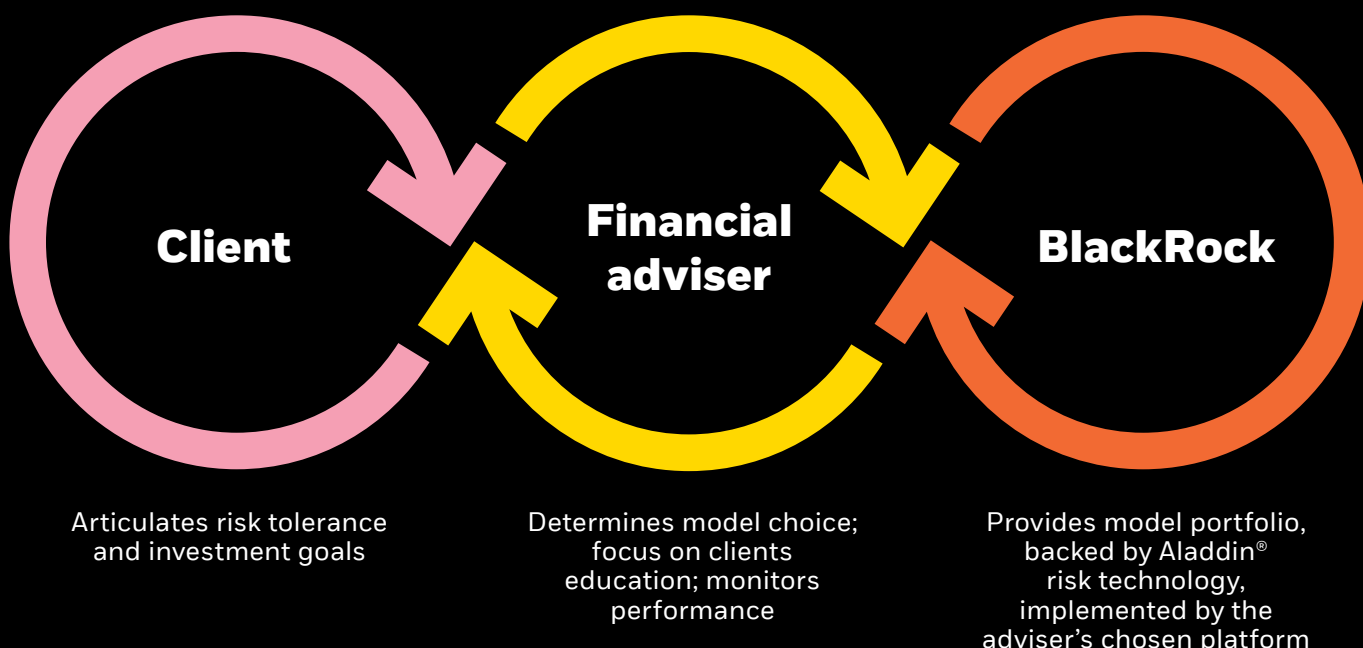 Client
Financial
adviser
BlackRock
Articulates risk tolerance
and investment goals
Determines model choice;
focus on clients
education; monitors
performance
Provides model portfolio,
backed by Aladdin®
risk technology,
implemented by the
adviser’s chosen platform